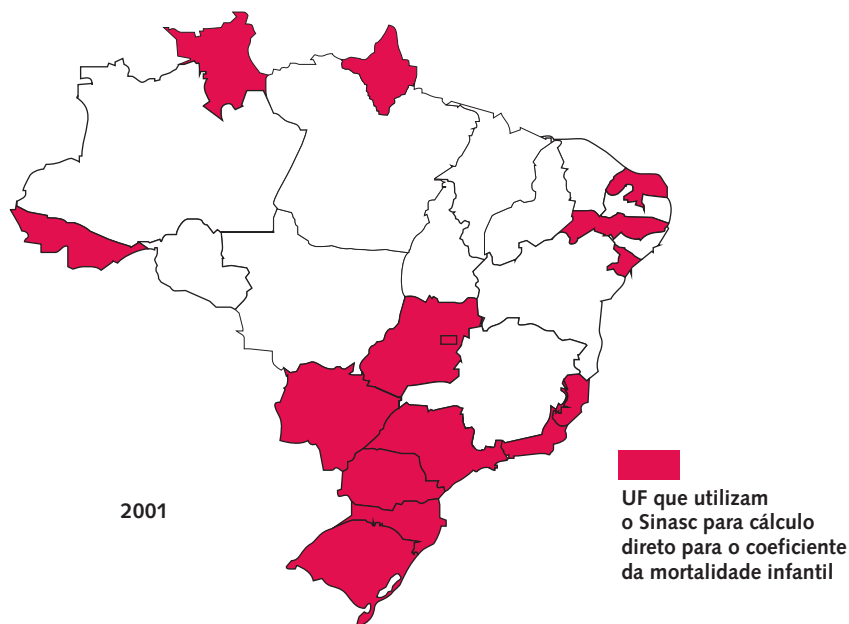 2001
UF que utilizam
o Sinasc para cálculo
direto para o coeficiente
da mortalidade infantil